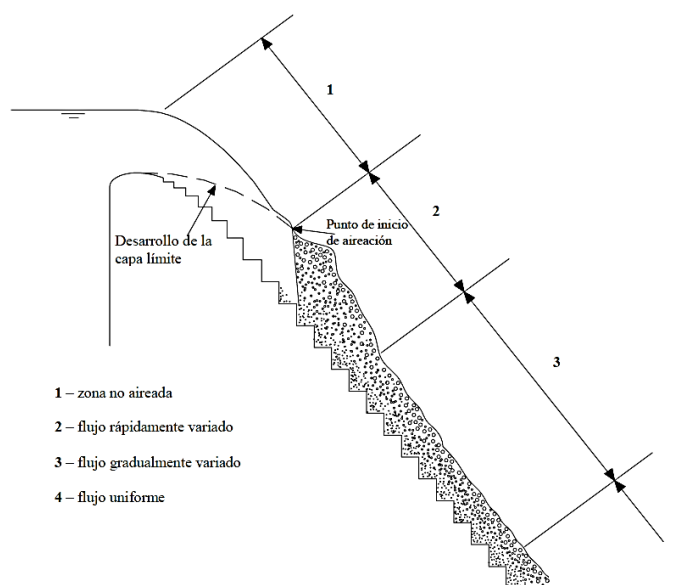 1
2
Punto de inicio
de aireación
Desarrollo de la
capa límite
3
1 – zona no aireada
2 – flujo rápidamente variado
3 – flujo gradualmente variado
4 – flujo uniforme